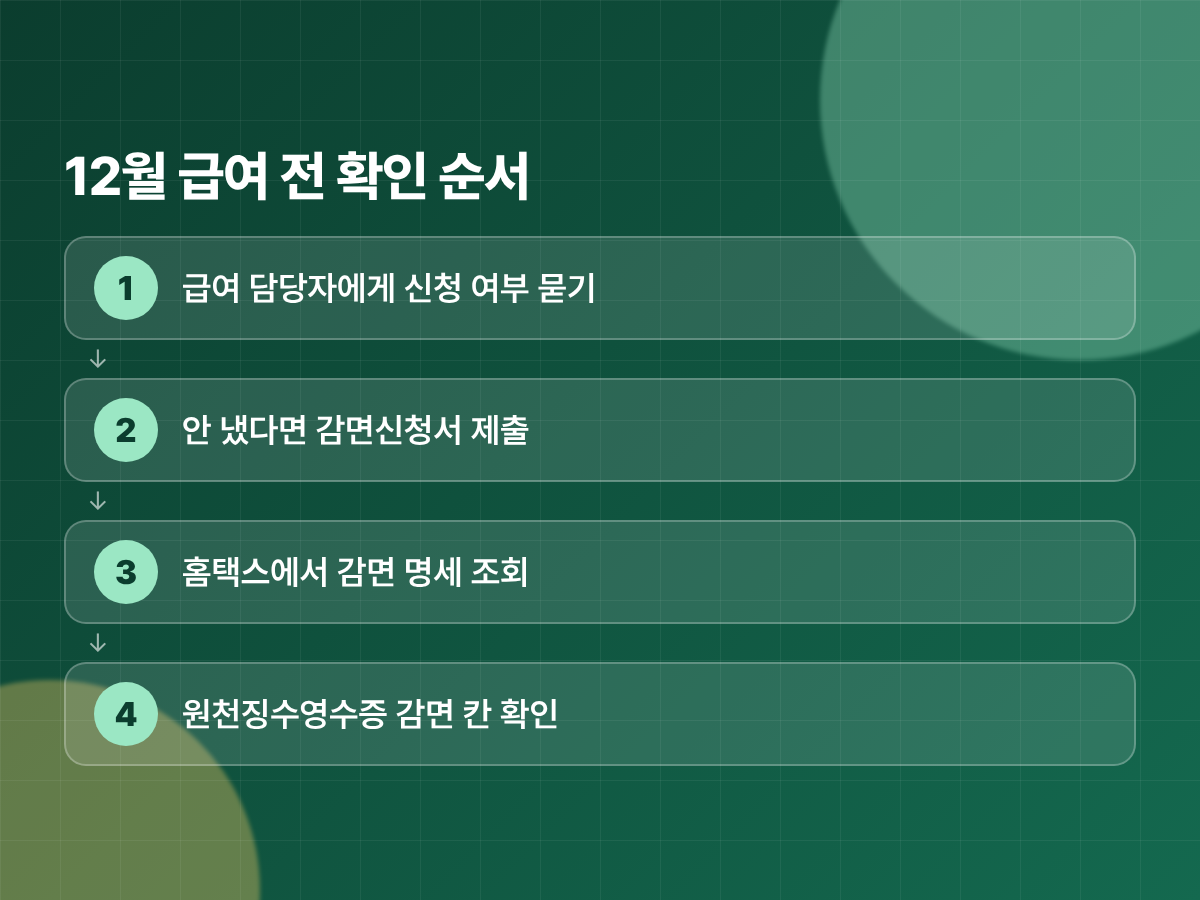 12월 급여 전 확인 순서
1 급여 담당자에게 신청 여부 묻기
↓
2 안 냈다면 감면신청서 제출
↓
3 홈택스에서 감면 명세 조회
↓
4 원천징수영수증 감면 칸 확인